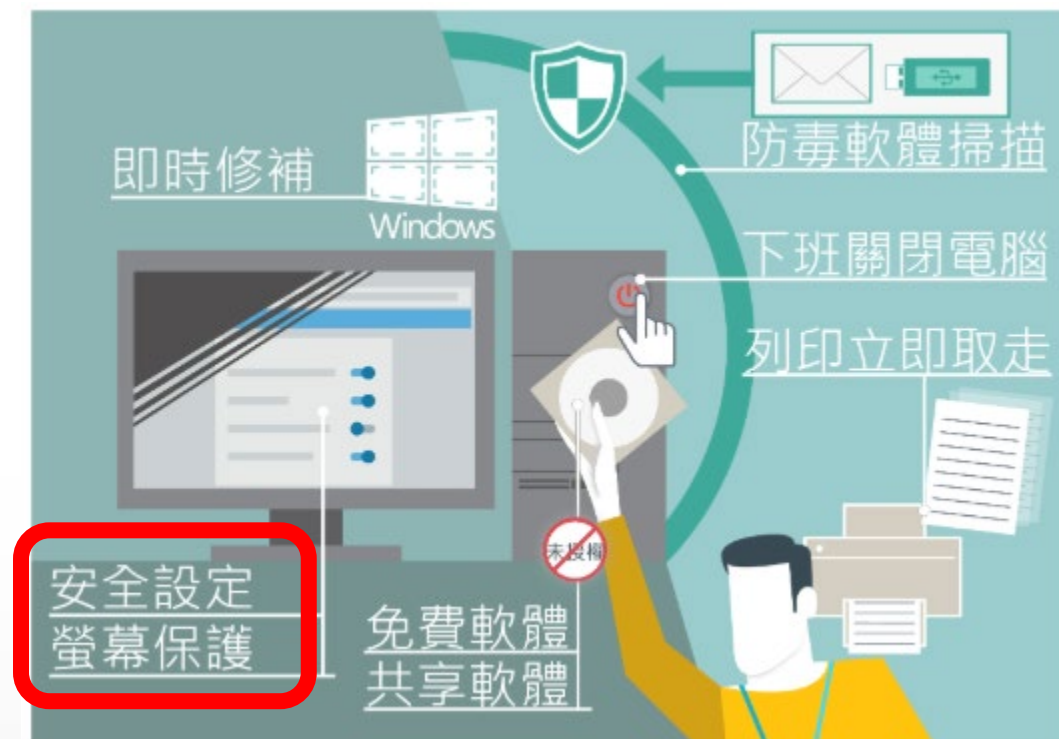 即時修補
Windows
防毒軟體掃描
下班關閉電腦
列印立即取走
安全設定
螢幕保護
未授權
免費軟體
共享軟體